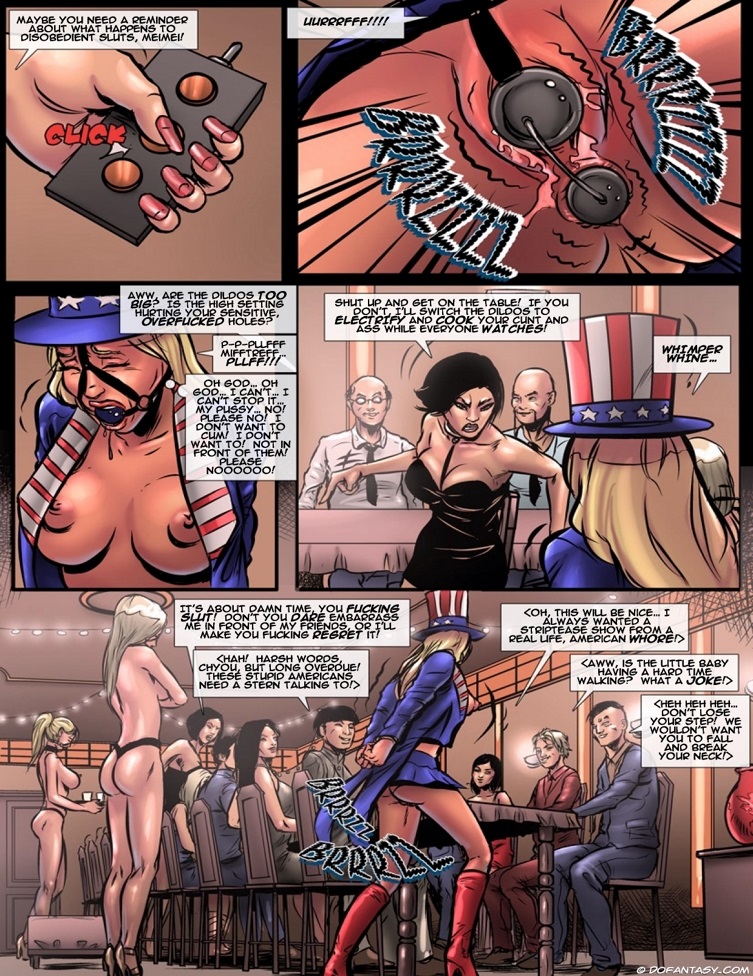 MAYBE YOU NEED A REMINDER
ABOUT WHAT HAPPENS TO
DISOBEDIENT SLUTS, MEIMEI!
CLICK
UURRRFFF!!!!
BRRRZZZZ
BRRRZZZZ
AWW, ARE THE DILDOS TOO
BIG? IS THE HIGH SETTING
HURTING YOUR SENSITIVE,
OVERFUCKED HOLES?
P-P-PLLFFF
MIFFTREFF...
PLLFF!!!
OH GOD... OH
GOD... I CAN'T... I
CAN'T STOP IT...
MY PUSSY... NO!
PLEASE NO! I
DON'T WANT TO
CUM! I DON'T
WANT TO! NOT IN
FRONT OF THEM!
PLEASE
NOOOOOO!
SHUT UP AND GET ON THE TABLE! IF YOU
DON'T, I'LL SWITCH THE DILDOS TO
ELECTRIFY AND COOK YOUR CUNT AND
ASS WHILE EVERYONE WATCHES!
WHIMPER
WHINE...
IT'S ABOUT DAMN TIME, YOU FUCKING
SLUT! DON'T YOU DARE EMBARRASS
ME IN FRONT OF MY FRIENDS, OR I'LL
MAKE YOU FUCKING REGRET IT!
<HAH! HARSH WORDS,
CHYOU, BUT LONG OVERDUE!
THESE STUPID AMERICANS
NEED A STERN TALKING TO!>
<OH, THIS WILL BE NICE... I
ALWAYS WANTED A
STRIPTEASE SHOW FROM A
REAL LIFE, AMERICAN WHORE!>
<AWW, IS THE LITTLE BABY
HAVING A HARD TIME
WALKING? WHAT A JOKE!>
<HEH HEH HEH...
DON'T LOSE
YOUR STEP! WE
WOULDN'T WANT
YOU TO FALL
AND BREAK
YOUR NECK!>
BRRRZZ
BRRRZZ
© DOFANTASY.COM